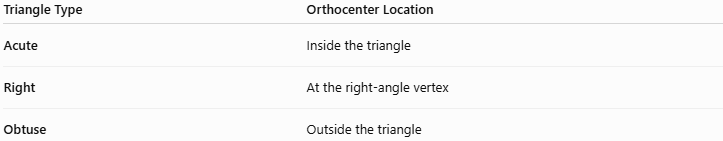 Triangle Type Orthocenter Location
Acute Inside the triangle
Right At the right-angle vertex
Obtuse Outside the triangle